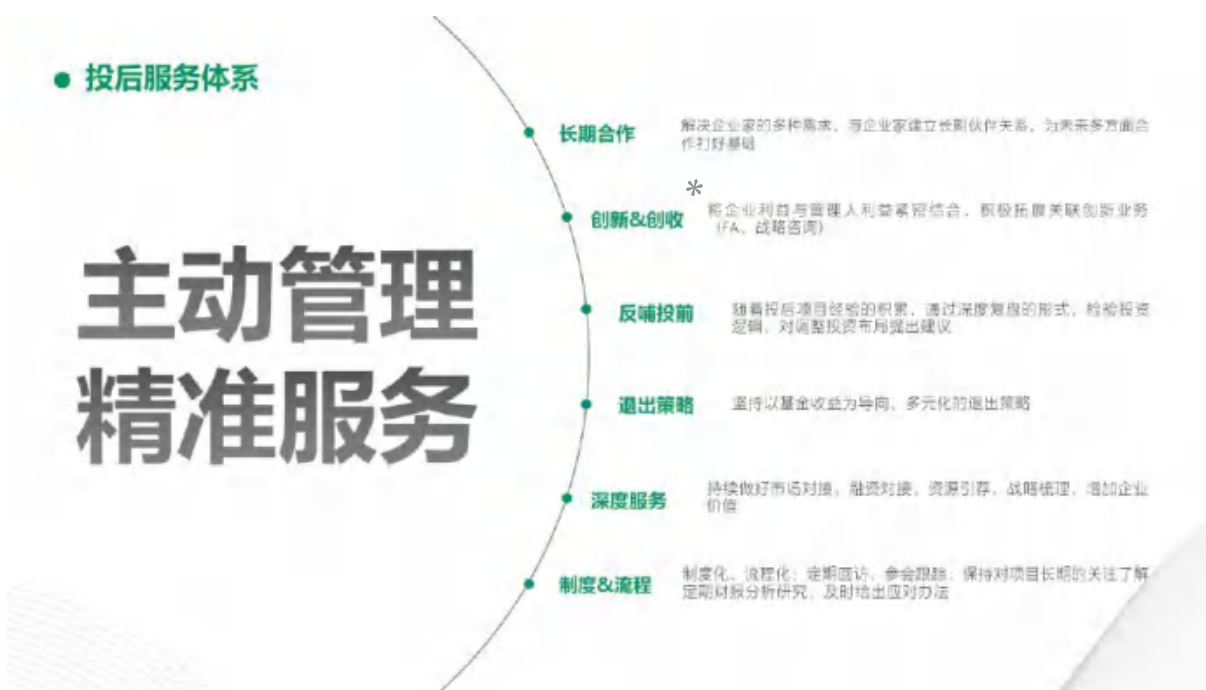 投后服务体系
主动管理
精准服务
长期合作
解决企业家的多种需求，与企业家建立长期伙伴关系，为未来多方面合
作打好基础
*
创新&创收
将企业利益与管理人利益紧密结合，积极拓展关联创新业务
（FA、战略咨询）
反哺投前
随着投后项目经验的积累，通过深度复盘的形式，检验投资
逻辑，对调整投资布局提出建议
退出策略
坚持以基金收益为导向、多元化的退出策略
深度服务
持续做好市场对接，融资对接、资源引荐、战略梳理，增加企业
价值
制度&流程
制度化、流程化；定期回访、参会跟踪；保持对项目长期的关注了解
定期财报分析研究，及时给出应对办法